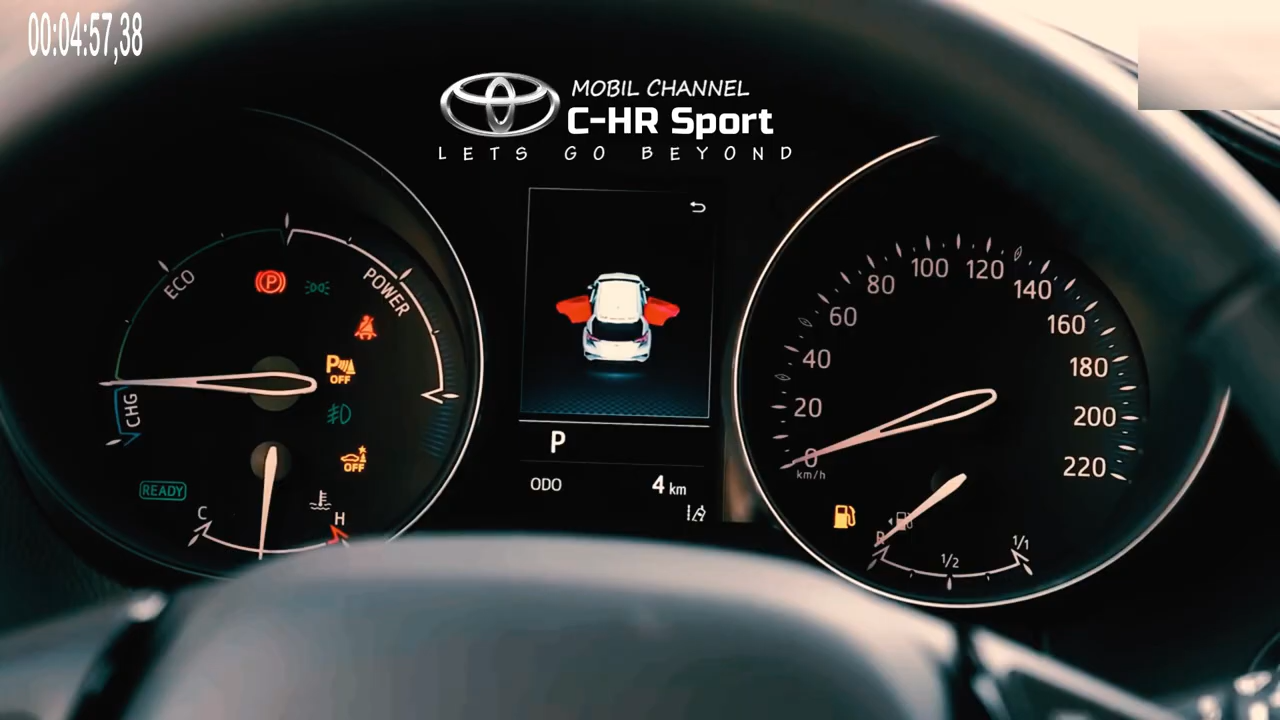 00:04:57,38
MOBIL CHANNEL
C-HR Sport
LETS GO BEYOND
ECO
POWER
CHG
P
P
OFF
OFF
READY
C
H
P
ODO 4 km
0
20
40
60
80
100
120
140
160
180
200
220
km/h
R
1/2
1/1